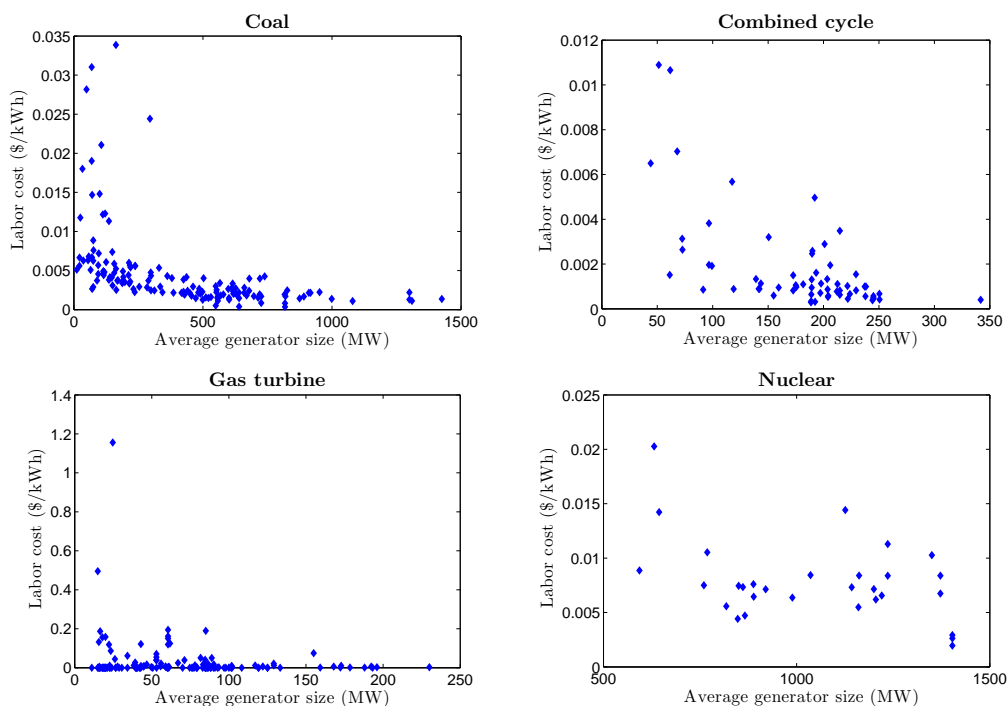 Coal
0.035
0.03
0.025
0.02
0.015
0.01
0.005
0
0 500 1000 1500
Labor cost ($/kWh)
Average generator size (MW)
Combined cycle
0.012
0.01
0.008
0.006
0.004
0.002
0
0 50 100 150 200 250 300 350
Labor cost ($/kWh)
Average generator size (MW)
Gas turbine
1.4
1.2
1
0.8
0.6
0.4
0.2
0
0 50 100 150 200 250
Labor cost ($/kWh)
Average generator size (MW)
Nuclear
0.025
0.02
0.015
0.01
0.005
0
500 1000 1500
Labor cost ($/kWh)
Average generator size (MW)